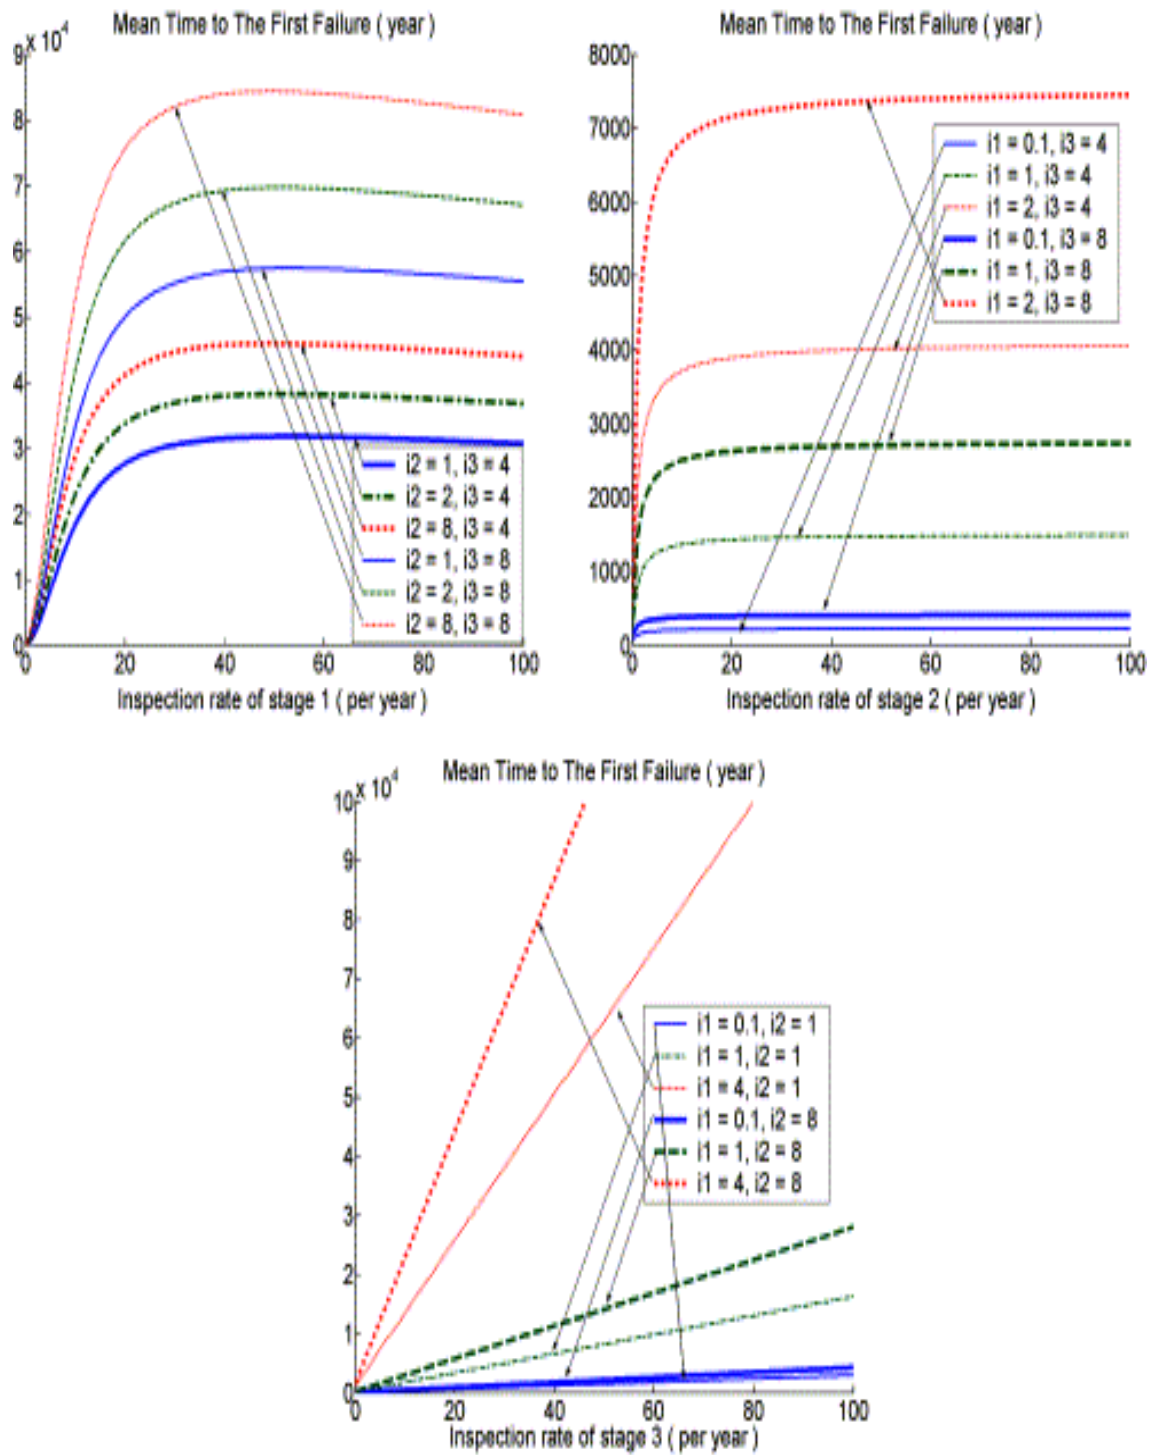 Mean Time to The First Failure ( year )
9 x 10^4
8
7
6
5
4
3
2
1
0
0 20 40 60 80 100
Inspection rate of stage 1 ( per year )
i2 = 1, i3 = 4
i2 = 2, i3 = 4
i2 = 8, i3 = 4
i2 = 1, i3 = 8
i2 = 2, i3 = 8
i2 = 8, i3 = 8
Mean Time to The First Failure ( year )
8000
7000
6000
5000
4000
3000
2000
1000
0
0 20 40 60 80 100
Inspection rate of stage 2 ( per year )
i1 = 0.1, i3 = 4
i1 = 1, i3 = 4
i1 = 2, i3 = 4
i1 = 0.1, i3 = 8
i1 = 1, i3 = 8
i1 = 2, i3 = 8
Mean Time to The First Failure ( year )
10 x 10^4
9
8
7
6
5
4
3
2
1
0
0 20 40 60 80 100
Inspection rate of stage 3 ( per year )
i1 = 0.1, i2 = 1
i1 = 1, i2 = 1
i1 = 4, i2 = 1
i1 = 0.1, i2 = 8
i1 = 1, i2 = 8
i1 = 4, i2 = 8